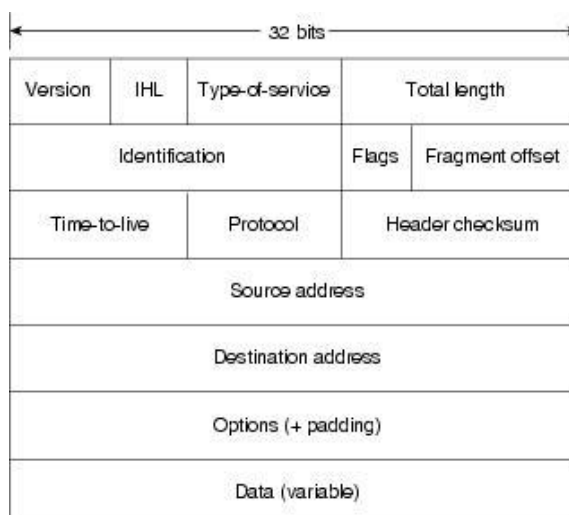 32 bits
Version IHL Type-of-service Total length
Identification Flags Fragment offset
Time-to-live Protocol Header checksum
Source address
Destination address
Options (+ padding)
Data (variable)